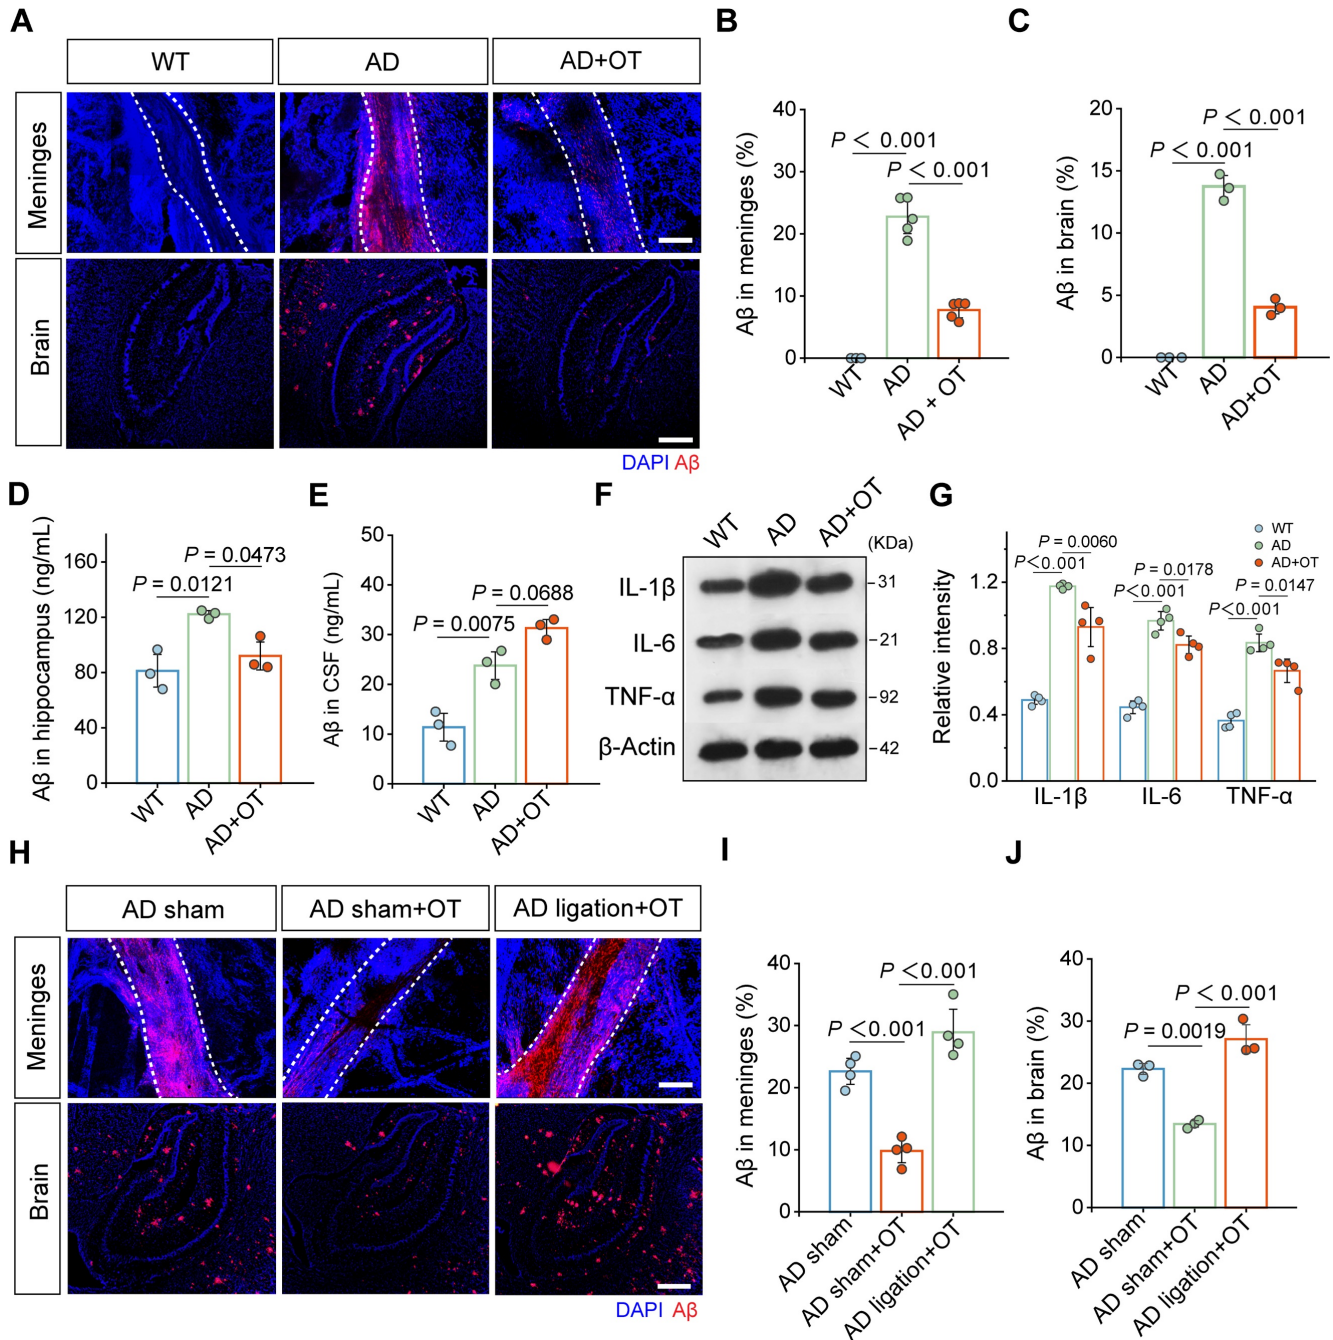 A
WT
AD
AD+OT
Meninges
Brain
DAPI Aβ
B
Aβ in meninges (%)
40
30
20
10
0
P < 0.001
P < 0.001
WT
AD
AD + OT
C
Aβ in brain (%)
20
15
10
5
0
P < 0.001
P < 0.001
WT
AD
AD+OT
D
Aβ in hippocampus (ng/mL)
160
120
80
40
0
P = 0.0473
P = 0.0121
WT
AD
AD+OT
E
Aβ in CSF (ng/mL)
50
40
30
20
10
0
P = 0.0688
P = 0.0075
WT
AD
AD+OT
F
WT
AD
AD+OT
(KDa)
IL-1β
31
IL-6
21
TNF-α
92
β-Actin
42
G
Relative intensity
1.2
0.8
0.4
0.0
WT
AD
AD+OT
P = 0.0060
P<0.001
P = 0.0178
P<0.001
P = 0.0147
P<0.001
IL-1β
IL-6
TNF-α
H
AD sham
AD sham+OT
AD ligation+OT
Meninges
Brain
DAPI Aβ
I
Aβ in meninges (%)
40
30
20
10
0
P <0.001
P <0.001
AD sham
AD sham+OT
AD ligation+OT
J
Aβ in brain (%)
40
30
20
10
0
P < 0.001
P = 0.0019
AD sham
AD sham+OT
AD ligation+OT